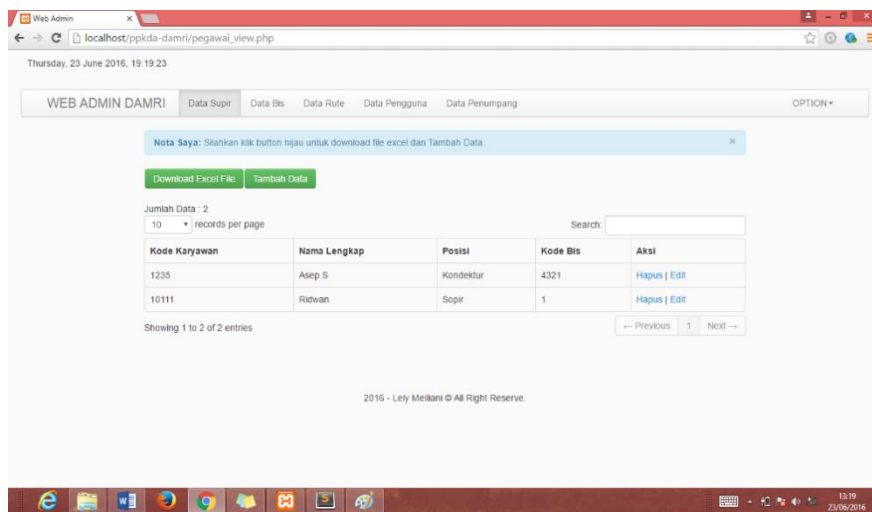 Web Admin
localhost/ppkda-damri/pegawai_view.php
Thursday, 23 June 2016, 19:19:23
WEB ADMIN DAMRI Data Supir Data Bis Data Rute Data Pengguna Data Penumpang OPTION
Nota Saya: Silahkan klik button hijau untuk download file excel dan Tambah Data. ×
Download Excel File Tambah Data
Jumlah Data : 2
10 records per page Search:
Kode Karyawan Nama Lengkap Posisi Kode Bis Aksi
1235 Asep S Kondektur 4321 Hapus | Edit
10111 Ridwan Sopir 1 Hapus | Edit
Showing 1 to 2 of 2 entries ← Previous 1 Next →
2016 - Lely Meiliani © All Right Reserve.
13:19
23/06/2016